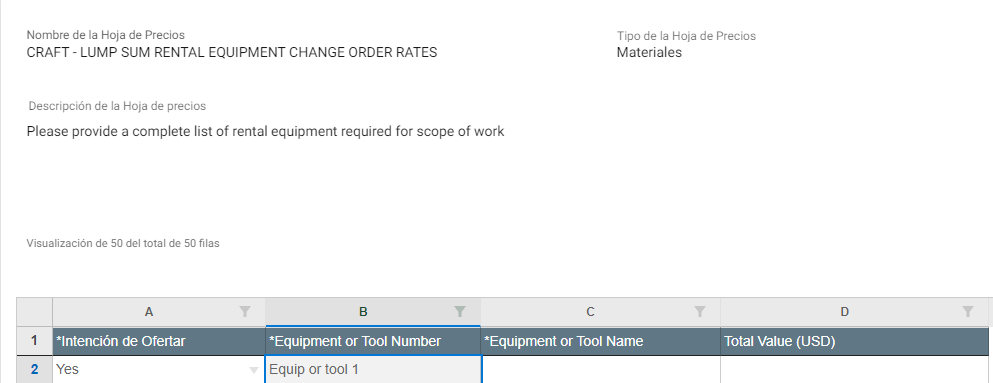 Nombre de la Hoja de Precios
Tipo de la Hoja de Precios
CRAFT - LUMP SUM RENTAL EQUIPMENT CHANGE ORDER RATES
Materiales
Descripción de la Hoja de precios
Please provide a complete list of rental equipment required for scope of work
Visualización de 50 del total de 50 filas
A B C D
1 *Intención de Ofertar *Equipment or Tool Number *Equipment or Tool Name Total Value (USD)
2 Yes Equip or tool 1